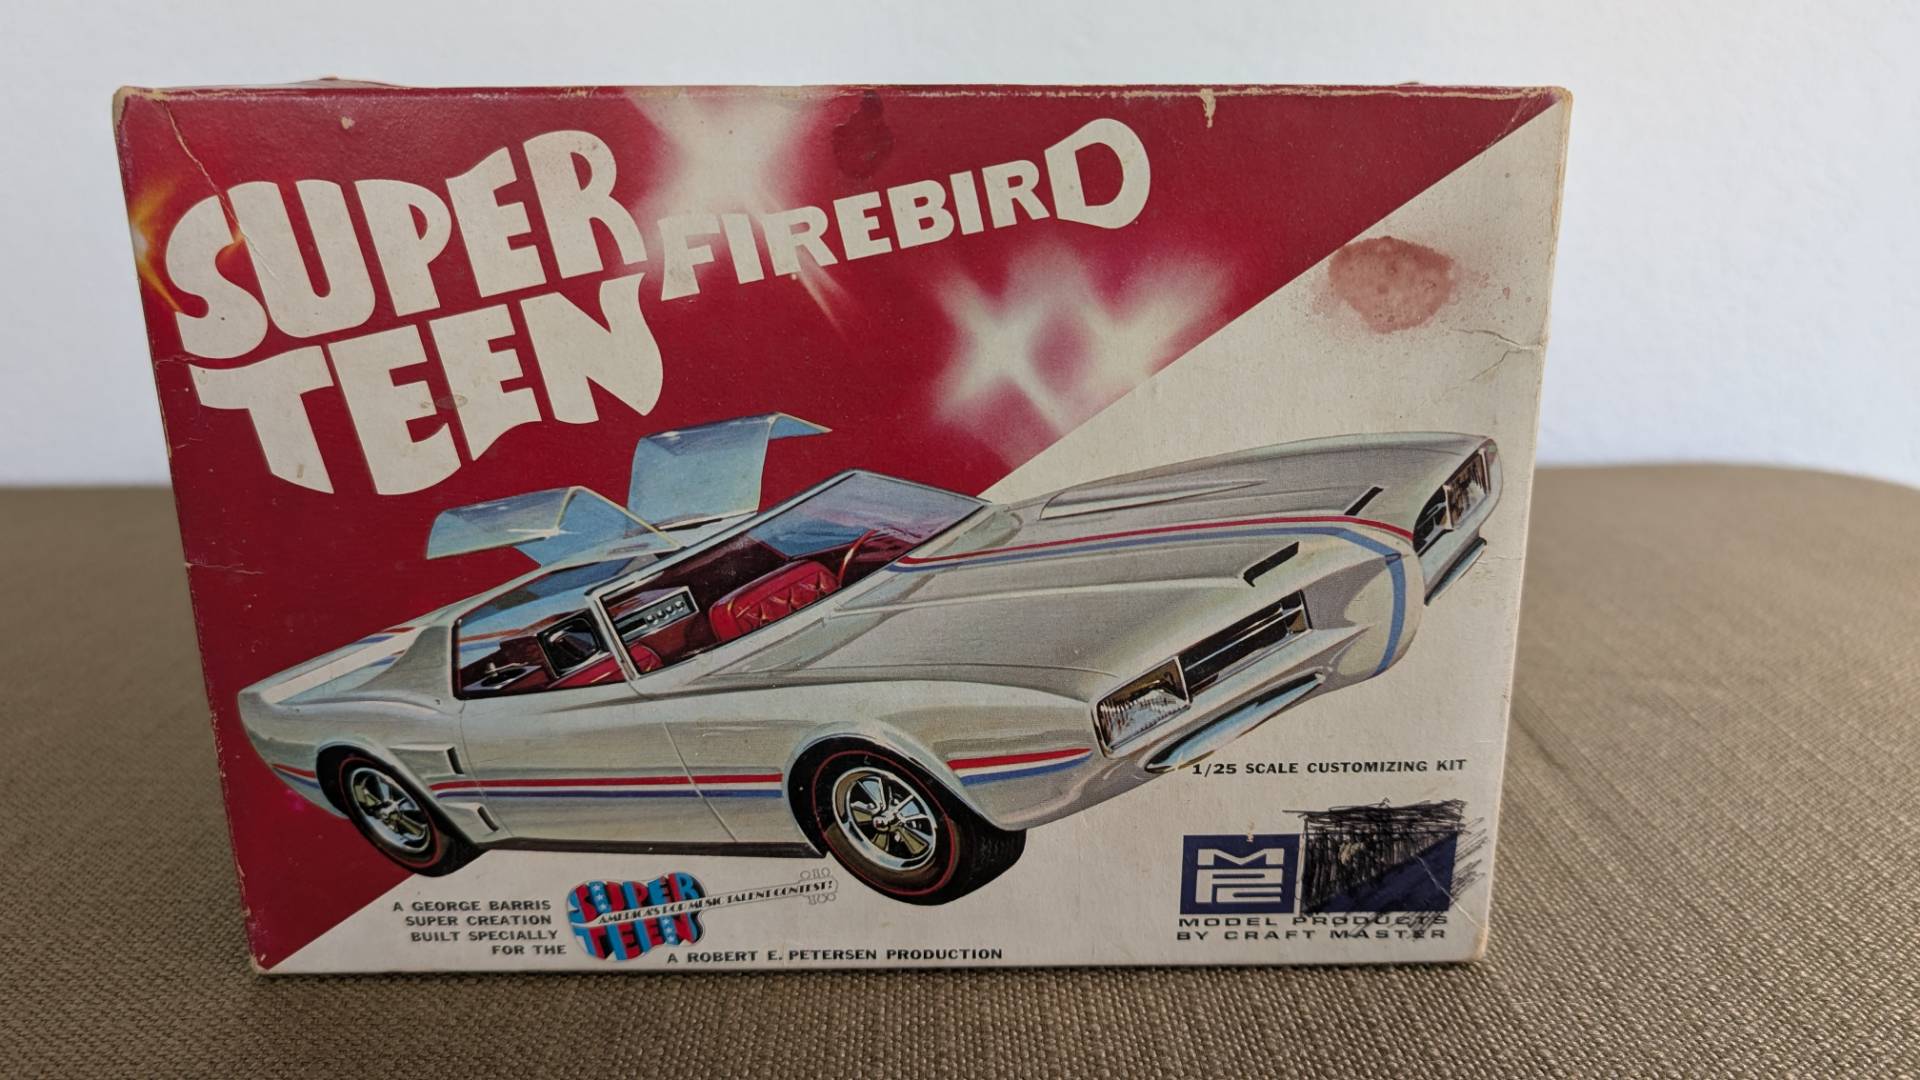 SUPER
TEEN
FIREBIRD
1/25 SCALE CUSTOMIZING KIT
MPC
MODEL PRODUCTS
BY CRAFT MASTER
A GEORGE BARRIS
SUPER CREATION
BUILT SPECIALLY
FOR THE
SUPER
AMERICA'S POP MUSIC TALENT CONTEST!
TEEN
A ROBERT E. PETERSEN PRODUCTION